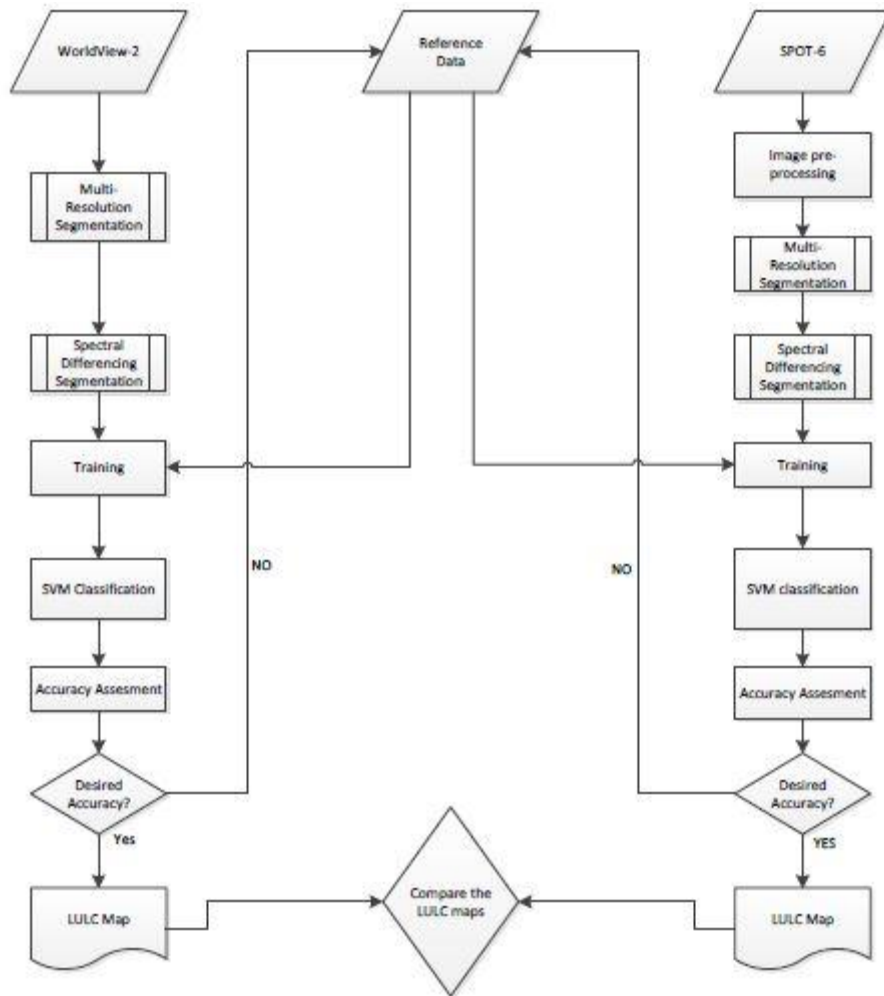 WorldView-2
Reference
Data
SPOT-6
Image pre-
processing
Multi-
Resolution
Segmentation
Multi-
Resolution
Segmentation
Spectral
Differencing
Segmentation
Spectral
Differencing
Segmentation
Training
Training
NO
NO
SVM Classification
SVM classification
Accuracy Assesment
Accuracy Assesment
Desired
Accuracy?
Desired
Accuracy?
Yes
YES
Compare the
LULC maps
LULC Map
LULC Map